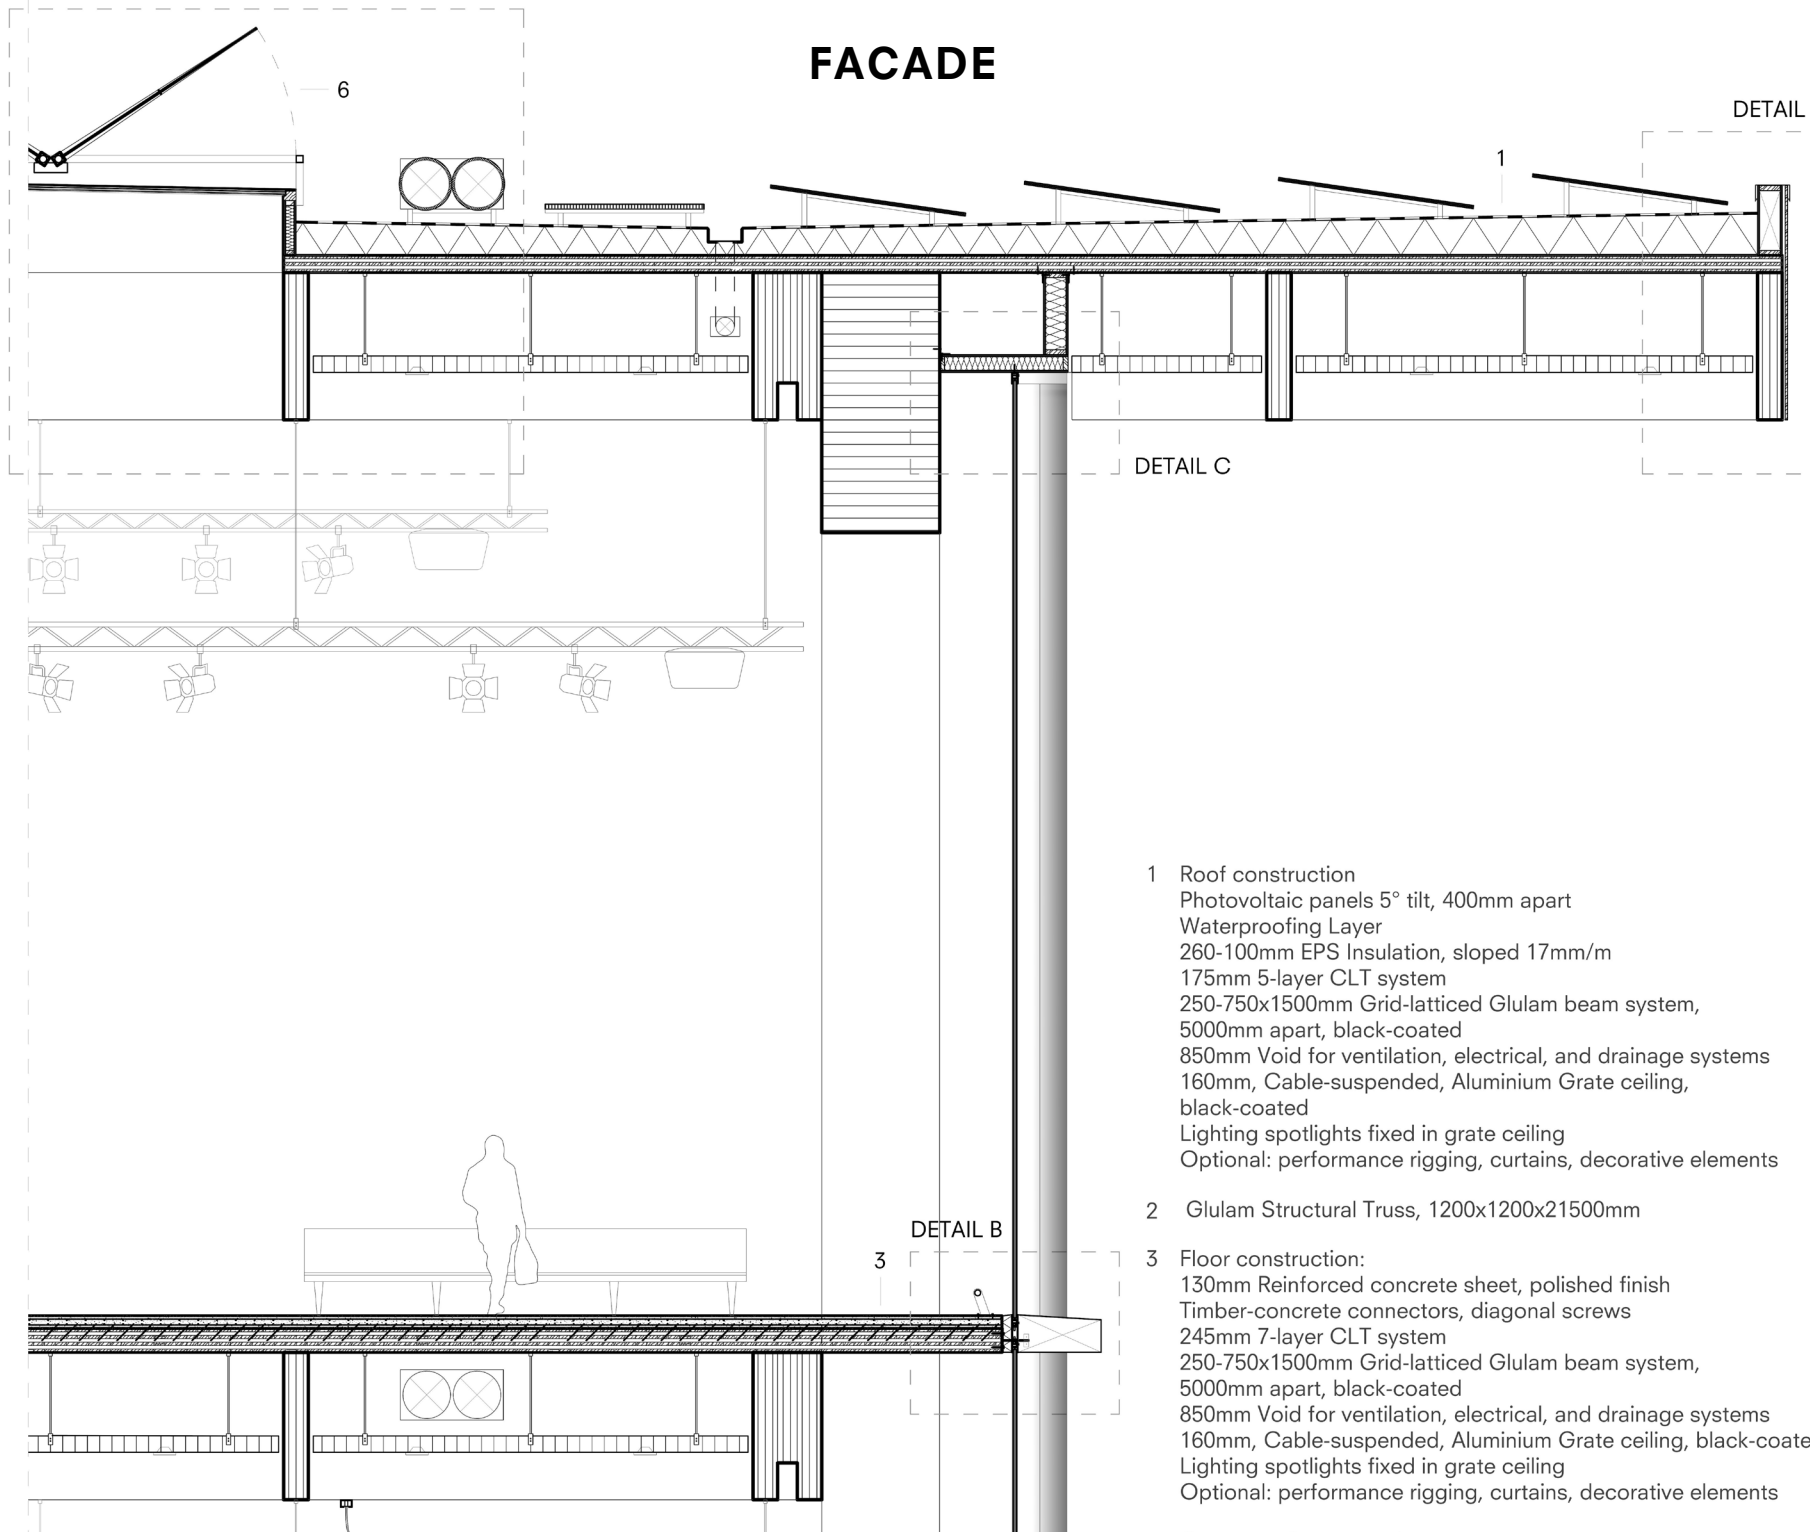 FACADE
6
DETAIL
1
DETAIL C
1 Roof construction
Photovoltaic panels 5° tilt, 400mm apart
Waterproofing Layer
260-100mm EPS Insulation, sloped 17mm/m
175mm 5-layer CLT system
250-750x1500mm Grid-latticed Glulam beam system,
5000mm apart, black-coated
850mm Void for ventilation, electrical, and drainage systems
160mm, Cable-suspended, Aluminium Grate ceiling,
black-coated
Lighting spotlights fixed in grate ceiling
Optional: performance rigging, curtains, decorative elements
2 Glulam Structural Truss, 1200x1200x21500mm
DETAIL B
3
3 Floor construction:
130mm Reinforced concrete sheet, polished finish
Timber-concrete connectors, diagonal screws
245mm 7-layer CLT system
250-750x1500mm Grid-latticed Glulam beam system,
5000mm apart, black-coated
850mm Void for ventilation, electrical, and drainage systems
160mm, Cable-suspended, Aluminium Grate ceiling, black-coate
Lighting spotlights fixed in grate ceiling
Optional: performance rigging, curtains, decorative elements